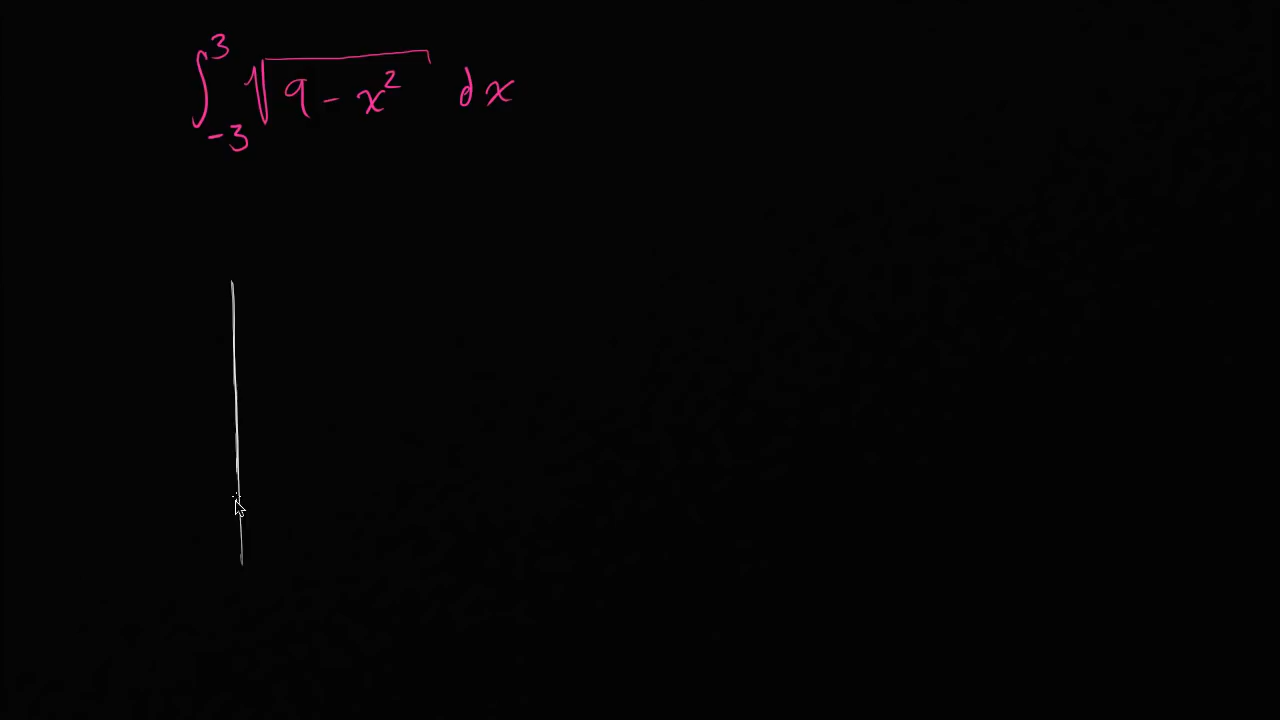 ∫_{-3}^{3} √(9 - x²) dx